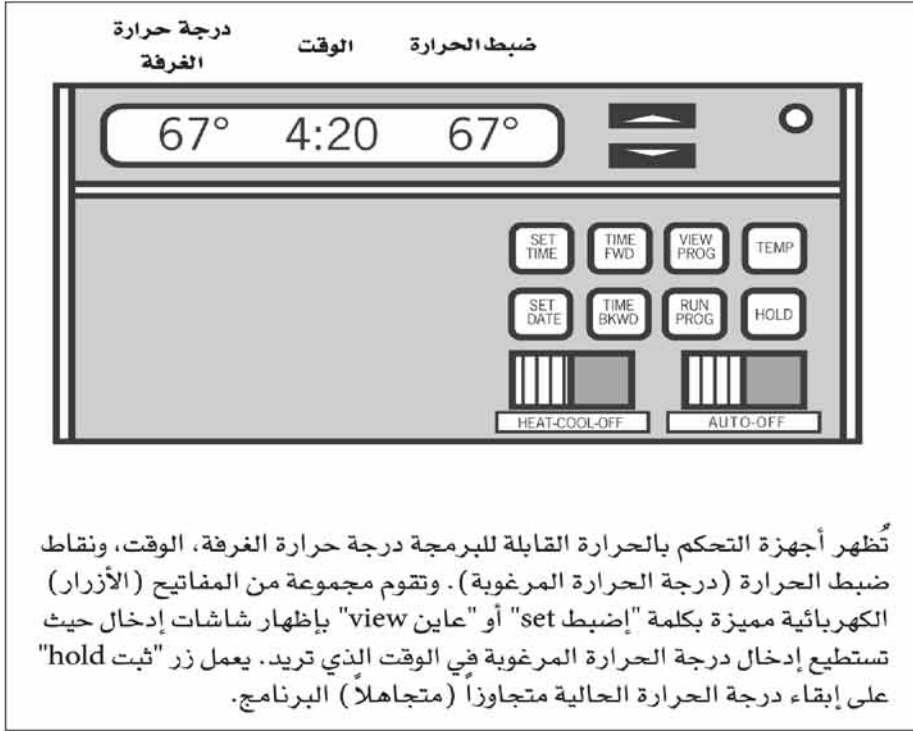 درجة حرارة
الغرفة
الوقت
ضبط الحرارة
67° 4:20 67°
SET
TIME
TIME
FWD
VIEW
PROG
TEMP
SET
DATE
TIME
BKWD
RUN
PROG
HOLD
HEAT-COOL-OFF
AUTO-OFF
تُظهر أجهزة التحكم بالحرارة القابلة للبرمجة درجة حرارة الغرفة، الوقت، ونقاط
ضبط الحرارة (درجة الحرارة المرغوبة). وتقوم مجموعة من المفاتيح (الأزرار)
الكهربائية مميزة بكلمة "إضبط set" أو "عاين view" بإظهار شاشات إدخال حيث
تستطيع إدخال درجة الحرارة المرغوبة في الوقت الذي تريد. يعمل زر "ثبت hold"
على إبقاء درجة الحرارة الحالية متجاوزاً (متجاهلاً) البرنامج.